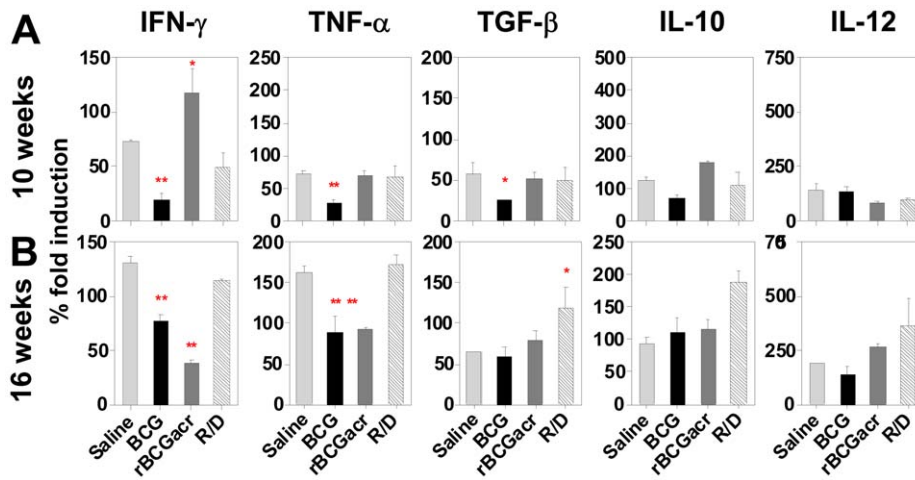 A
IFN-γ TNF-α TGF-β IL-10 IL-12
10 weeks
% fold induction
150 100 50 0
* **
250 200 150 100 50 0
**
200 150 100 50 0
*
500 400 300 200 100 0
750 500 250 0
B
16 weeks
150 100 50 0
** **
200 150 100 50 0
** **
200 150 100 50 0
*
250 200 150 100 50 0
750 500 250 0
Saline BCG rBCGacr R/D
Saline BCG rBCGacr R/D
Saline BCG rBCGacr R/D
Saline BCG rBCGacr R/D
Saline BCG rBCGacr R/D